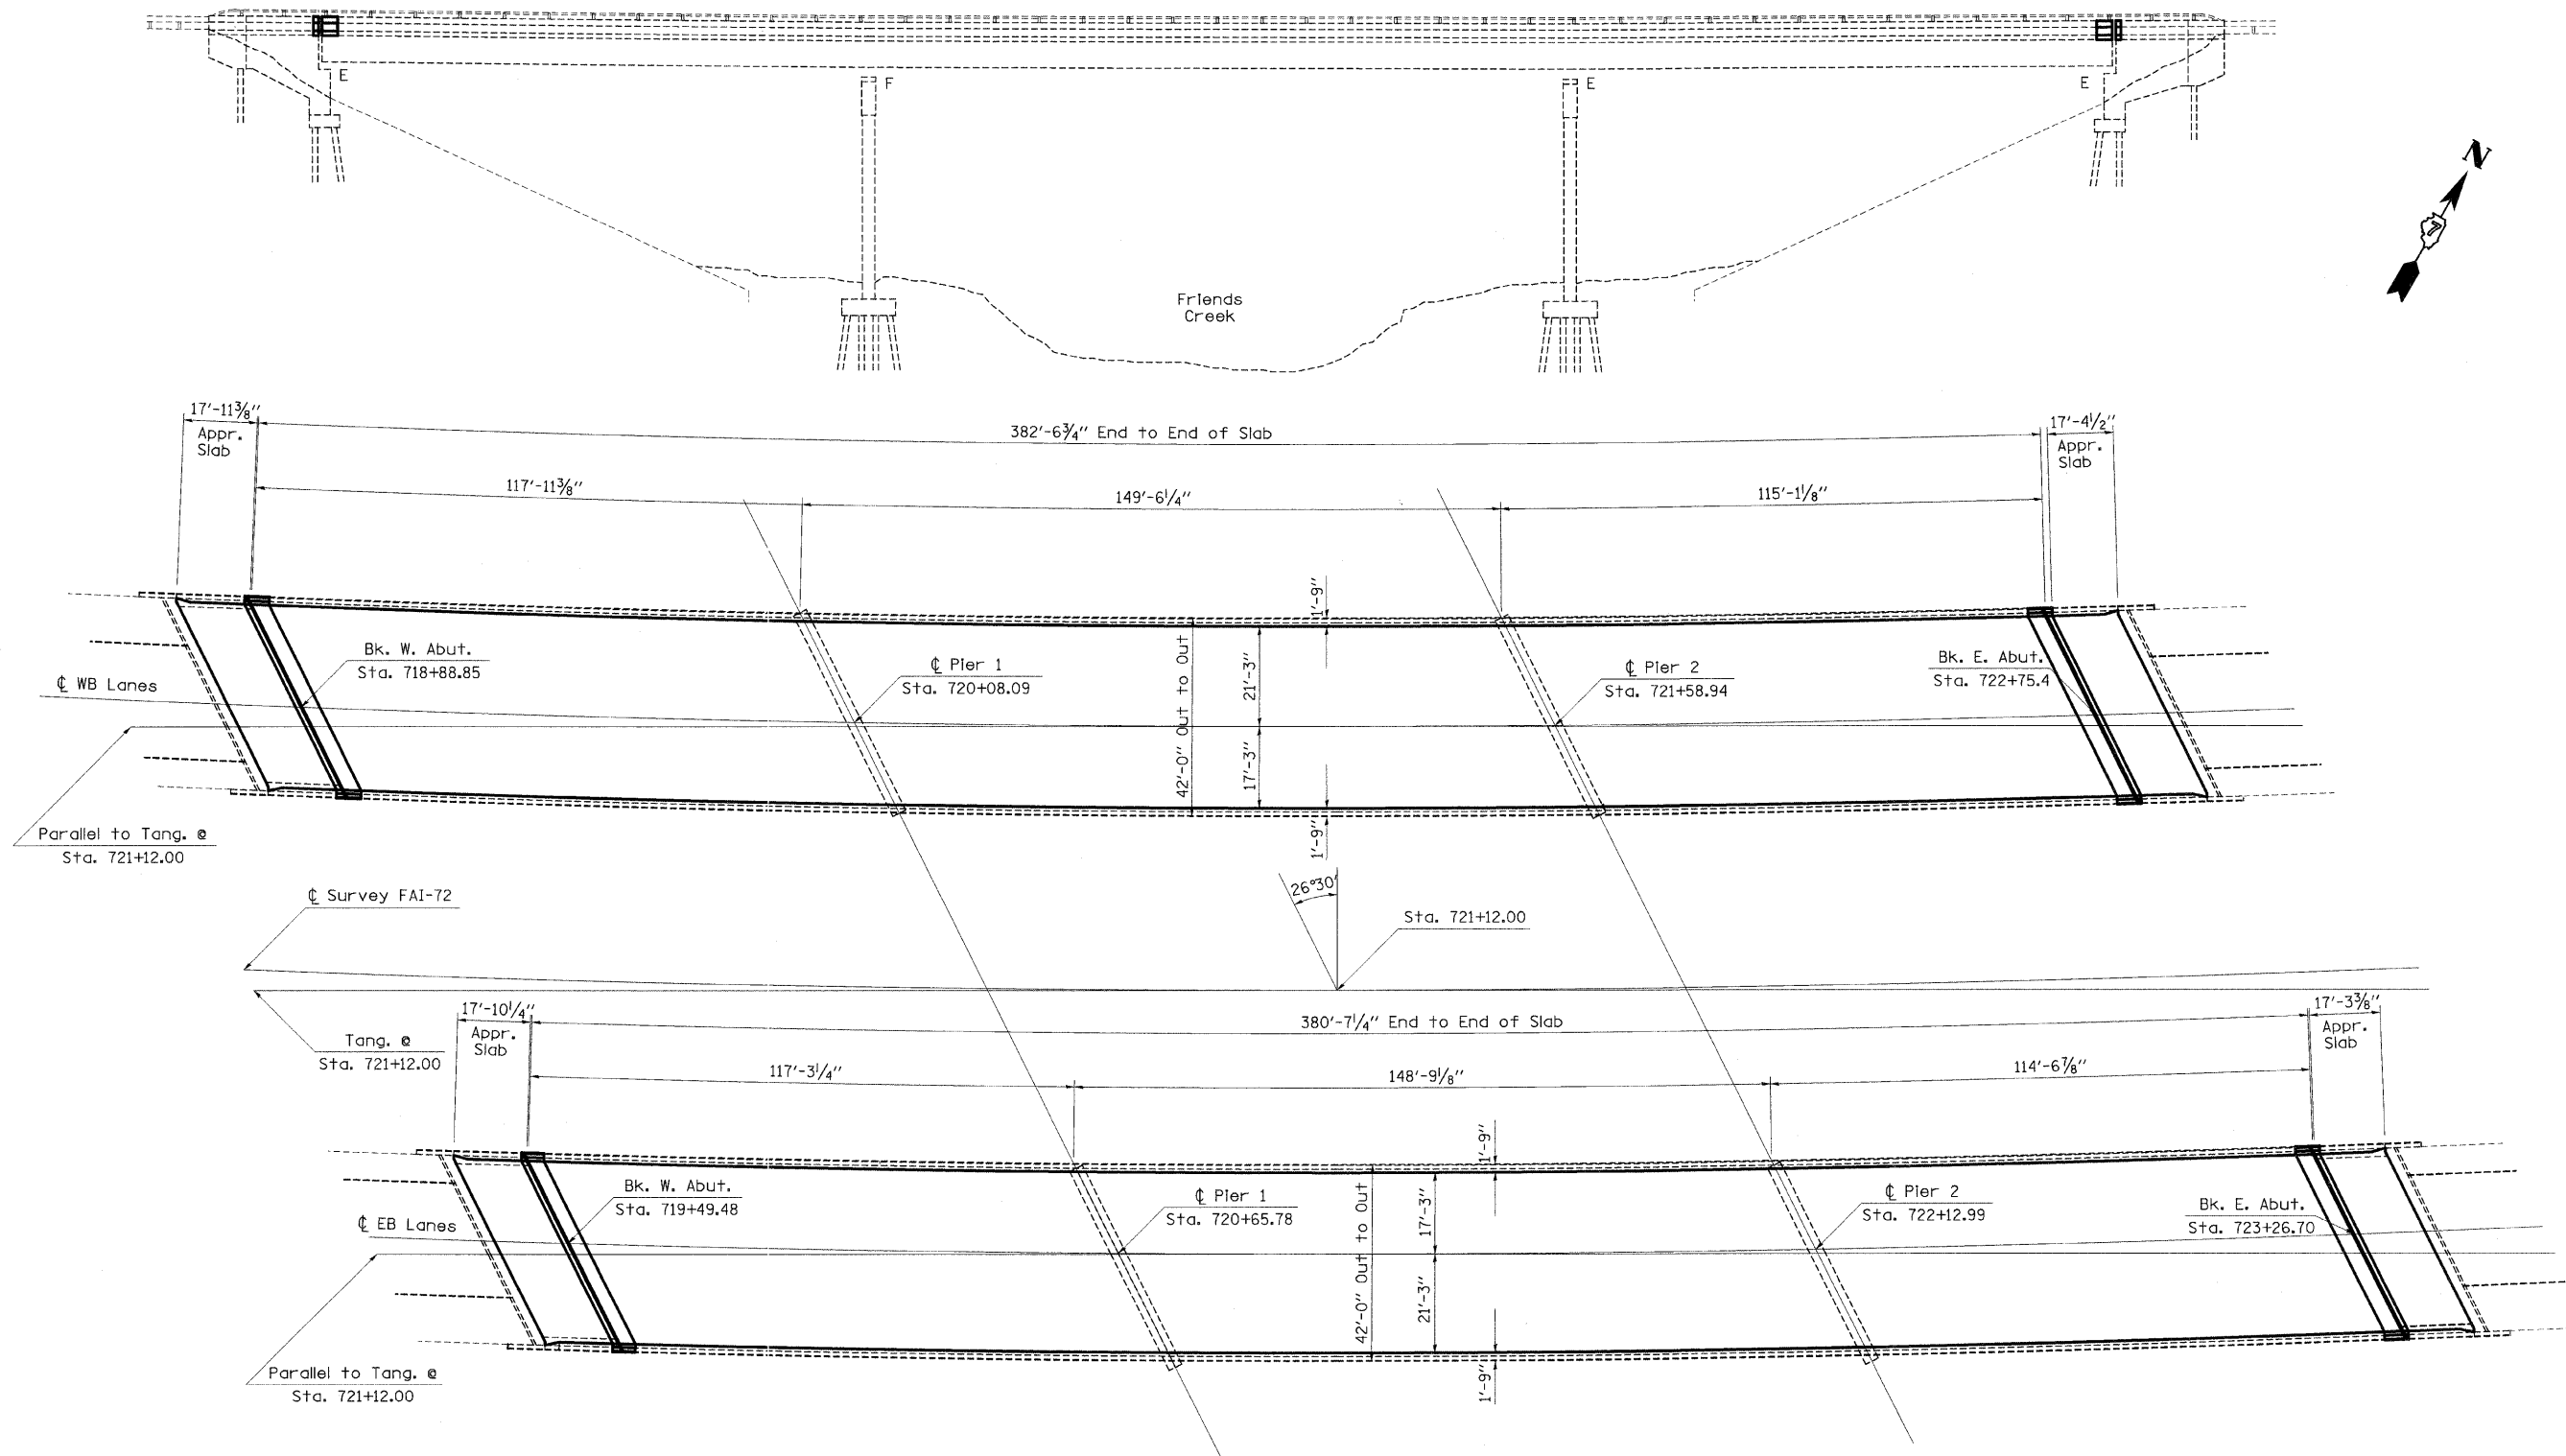 E
F
E
E
N
7
Friends
Creek
17'-11⅜"
Appr.
Slab
382'-6¾" End to End of Slab
17'-4½"
Appr.
Slab
117'-11⅜"
149'-6¼"
115'-1⅛"
1'-9"
Bk. W. Abut.
Sta. 718+88.85
℄ WB Lanes
℄ Pier 1
Sta. 720+08.09
42'-0" Out to Out
21'-3"
17'-3"
℄ Pier 2
Sta. 721+58.94
Bk. E. Abut.
Sta. 722+75.4
1'-9"
Parallel to Tang. @
Sta. 721+12.00
℄ Survey FAI-72
26°30'
Sta. 721+12.00
Tang. @
Sta. 721+12.00
17'-10¼"
Appr.
Slab
380'-7¼" End to End of Slab
17'-3⅜"
Appr.
Slab
117'-3¼"
148'-9⅛"
114'-6⅞"
1'-9"
Bk. W. Abut.
Sta. 719+49.48
℄ EB Lanes
℄ Pier 1
Sta. 720+65.78
42'-0" Out to Out
17'-3"
21'-3"
℄ Pier 2
Sta. 722+12.99
Bk. E. Abut.
Sta. 723+26.70
1'-9"
Parallel to Tang. @
Sta. 721+12.00